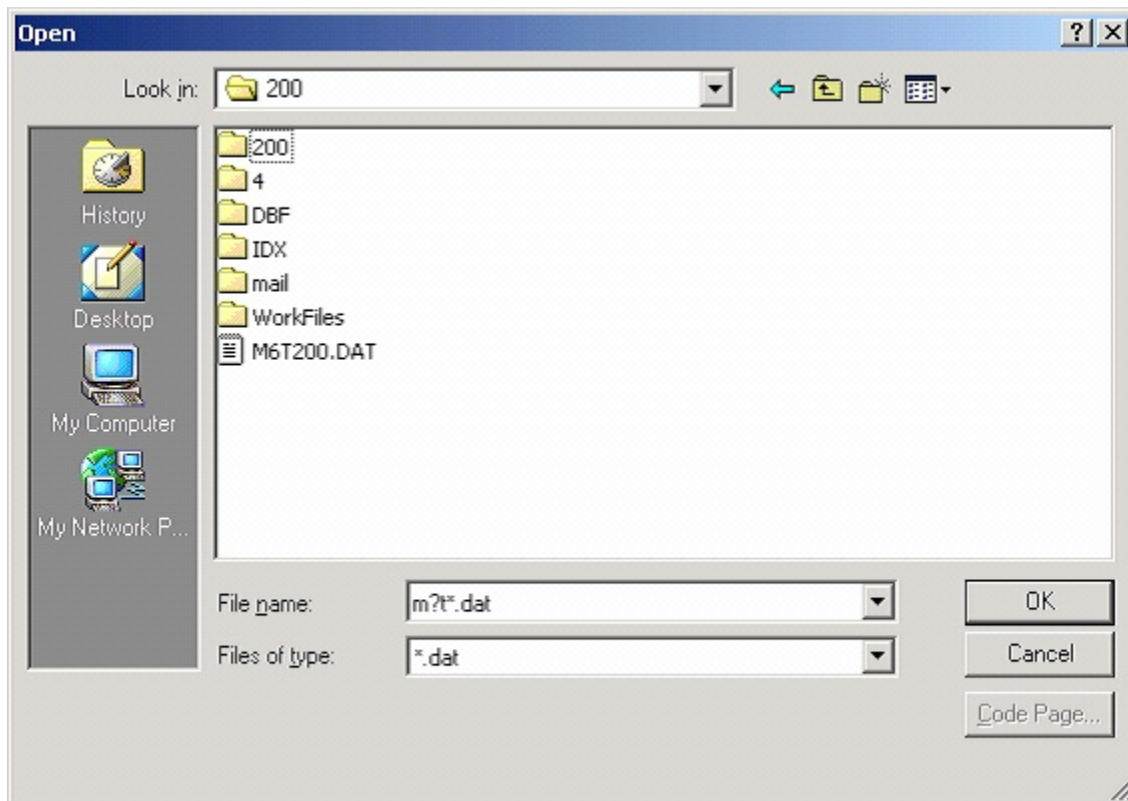 Open
Look in: 200
200
4
DBF
IDX
mail
WorkFiles
M6T200.DAT
History
Desktop
My Computer
My Network P...
File name: m?t*.dat OK
Files of type: *.dat Cancel
Code Page...